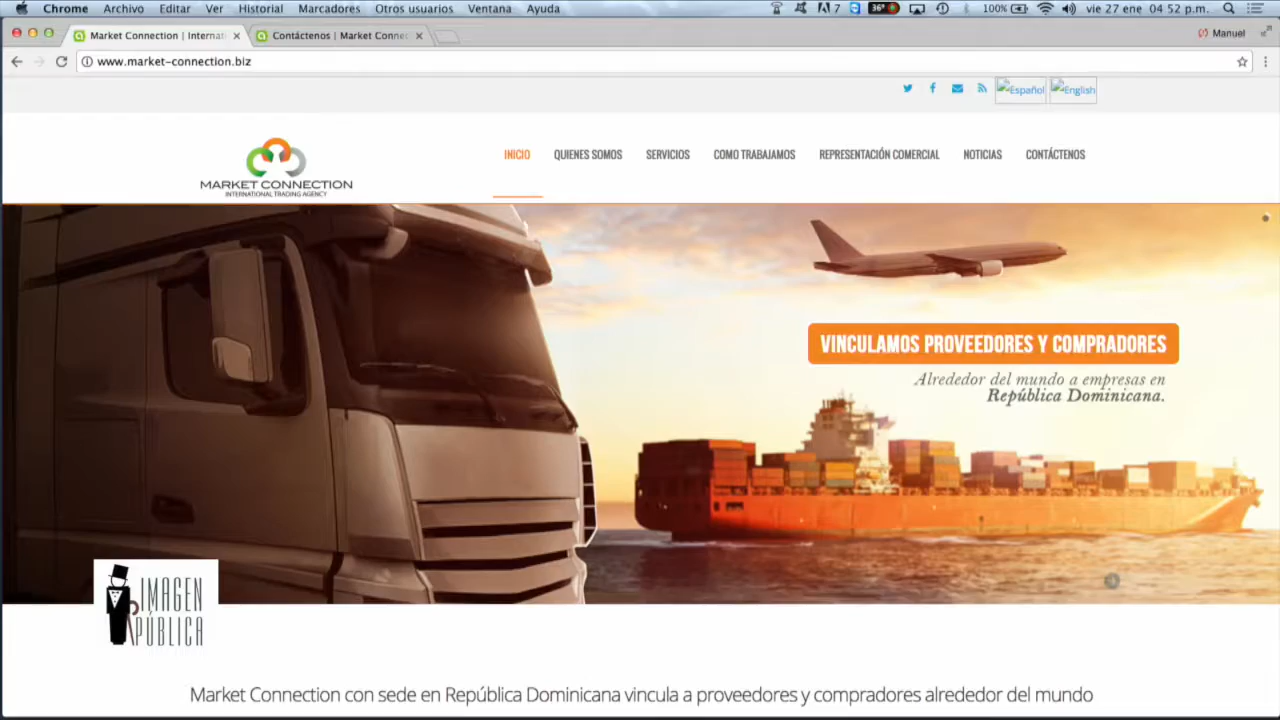 Chrome Archivo Editar Ver Historial Marcadores Otros usuarios Ventana Ayuda 7 36° 100% vie 27 ene 04 52 p.m.
Market Connection | Internati Contáctenos | Market Connec Manuel
www.market-connection.biz
Español English
INICIO QUIENES SOMOS SERVICIOS COMO TRABAJAMOS REPRESENTACIÓN COMERCIAL NOTICIAS CONTÁCTENOS
MARKET CONNECTION
INTERNATIONAL TRADING AGENCY
VINCULAMOS PROVEEDORES Y COMPRADORES
Alrededor del mundo a empresas en
República Dominicana.
IMAGEN
PÚBLICA
Market Connection con sede en República Dominicana vincula a proveedores y compradores alrededor del mundo